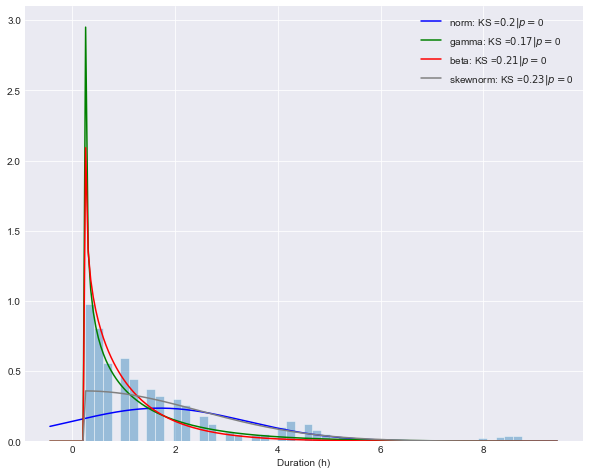 norm: KS =0.2|p = 0
gamma: KS =0.17|p = 0
beta: KS =0.21|p = 0
skewnorm: KS =0.23|p = 0
3.0
2.5
2.0
1.5
1.0
0.5
0.0
0 2 4 6 8
Duration (h)